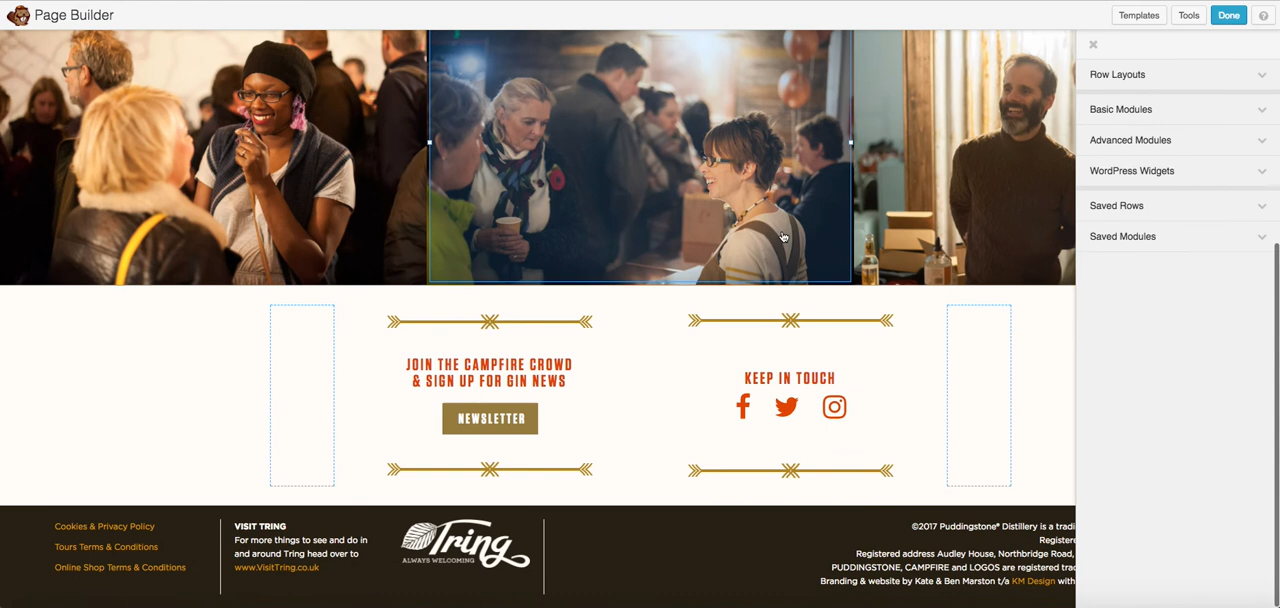 Page Builder
Templates
Tools
Done
?
Row Layouts
Basic Modules
Advanced Modules
WordPress Widgets
Saved Rows
Saved Modules
JOIN THE CAMPFIRE CROWD
& SIGN UP FOR GIN NEWS
NEWSLETTER
KEEP IN TOUCH
Cookies & Privacy Policy
Tours Terms & Conditions
Online Shop Terms & Conditions
VISIT TRING
For more things to see and do in
and around Tring head over to
www.VisitTring.co.uk
Tring
ALWAYS WELCOMING
©2017 Puddingstone® Distillery is a tradi
Registere
Registered address Audley House, Northbridge Road,
PUDDINGSTONE, CAMPFIRE and LOGOS are registered trad
Branding & website by Kate & Ben Marston t/a KM Design with